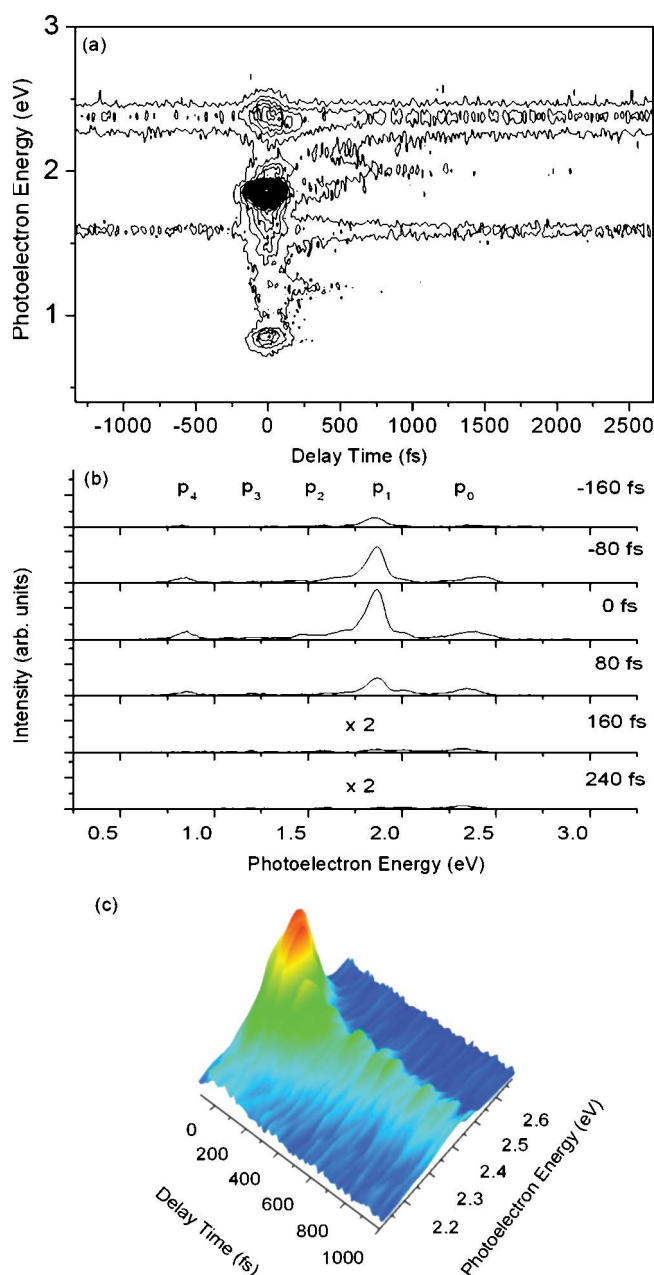 (a)
Photoelectron Energy (eV)
3
2
1
-1000 -500 0 500 1000 1500 2000 2500
Delay Time (fs)
(b)
p4 p3 p2 p1 p0
-160 fs
-80 fs
0 fs
80 fs
x 2 160 fs
x 2 240 fs
Intensity (arb. units)
0.5 1.0 1.5 2.0 2.5 3.0
Photoelectron Energy (eV)
(c)
0
200
400
600
800
1000
Delay Time (fs)
2.2
2.3
2.4
2.5
2.6
Photoelectron Energy (eV)